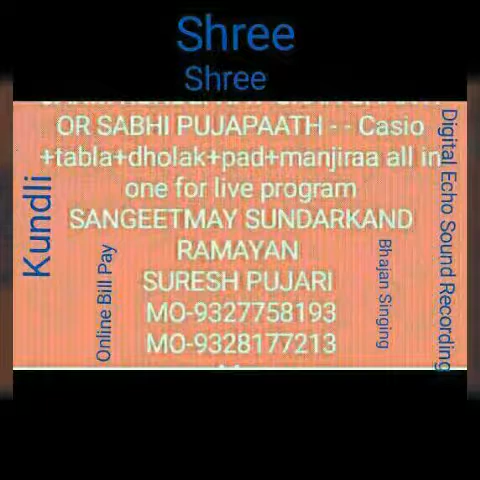 Shree
Shree
OR SABHI PUJAPAATH - - Casio
+tabla+dholak+pad+manjiraa all in
one for live program
SANGEETMAY SUNDARKAND
RAMAYAN
SURESH PUJARI
MO-9327758193
MO-9328177213
Kundli
Online Bill Pay
Bhajan Singing
Digital Echo Sound Recording